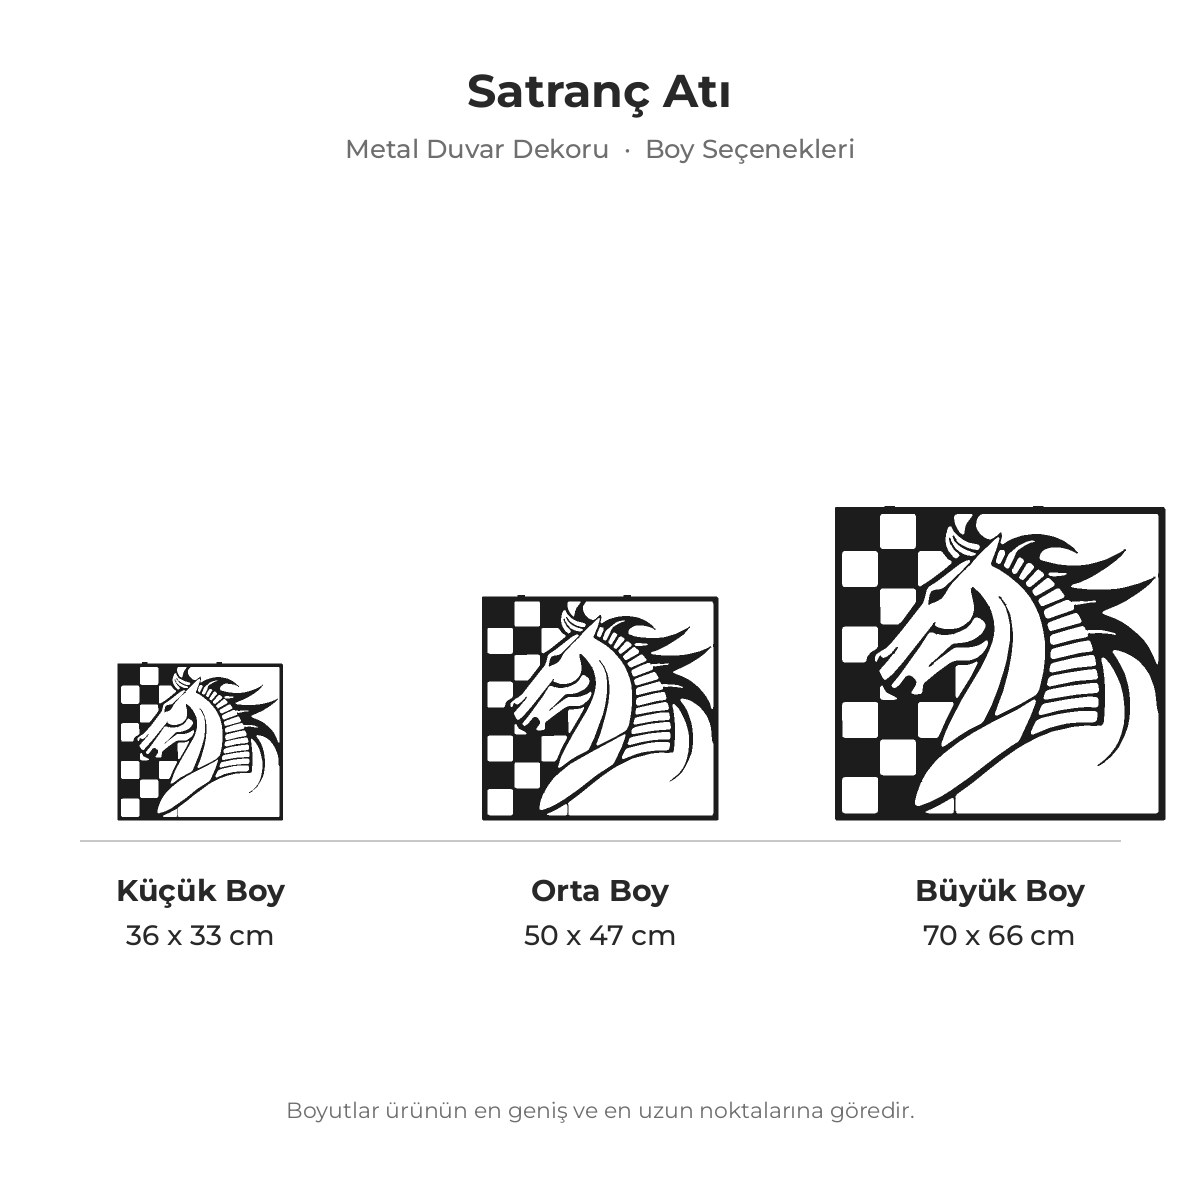 Satranç Atı
Metal Duvar Dekoru · Boy Seçenekleri
Küçük Boy
36 x 33 cm
Orta Boy
50 x 47 cm
Büyük Boy
70 x 66 cm
Boyutlar ürünün en geniş ve en uzun noktalarına göredir.